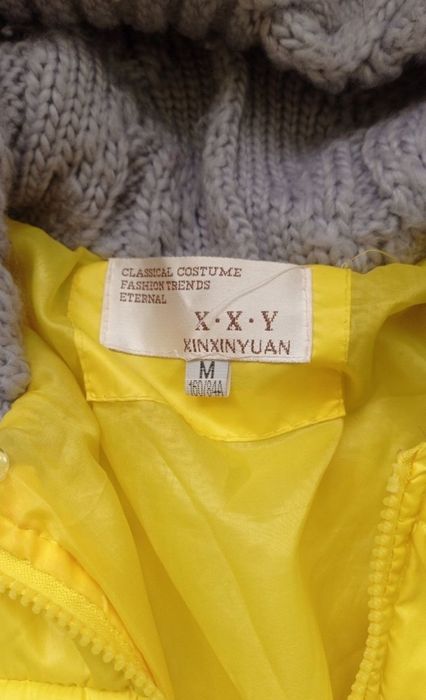 CLASSICAL COSTUME
FASHION TRENDS
ETERNAL
X·X·Y
XINXINYUAN
M
160/84A